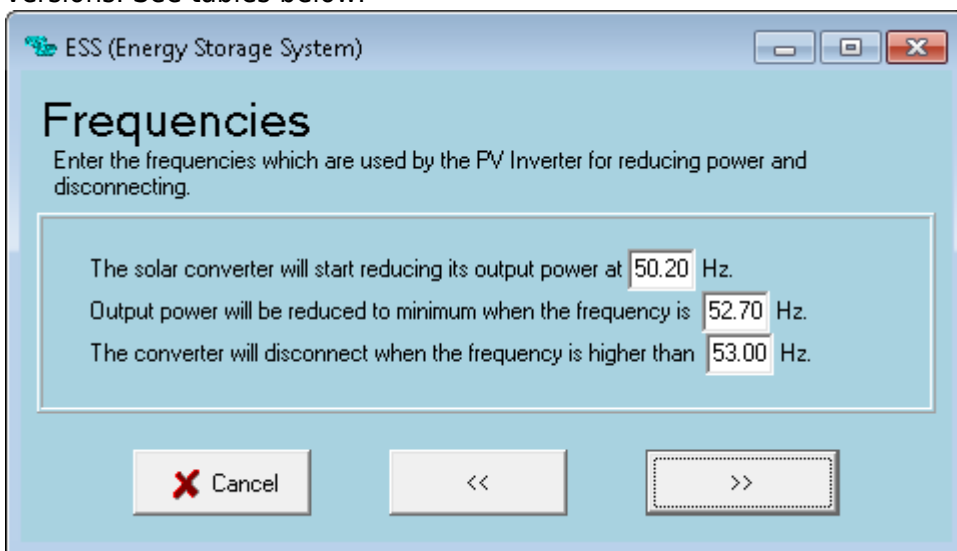 versions. See tables below.
ESS (Energy Storage System)
Frequencies
Enter the frequencies which are used by the PV Inverter for reducing power and
disconnecting.
The solar converter will start reducing its output power at 50.20 Hz.
Output power will be reduced to minimum when the frequency is 52.70 Hz.
The converter will disconnect when the frequency is higher than 53.00 Hz.
Cancel << >>